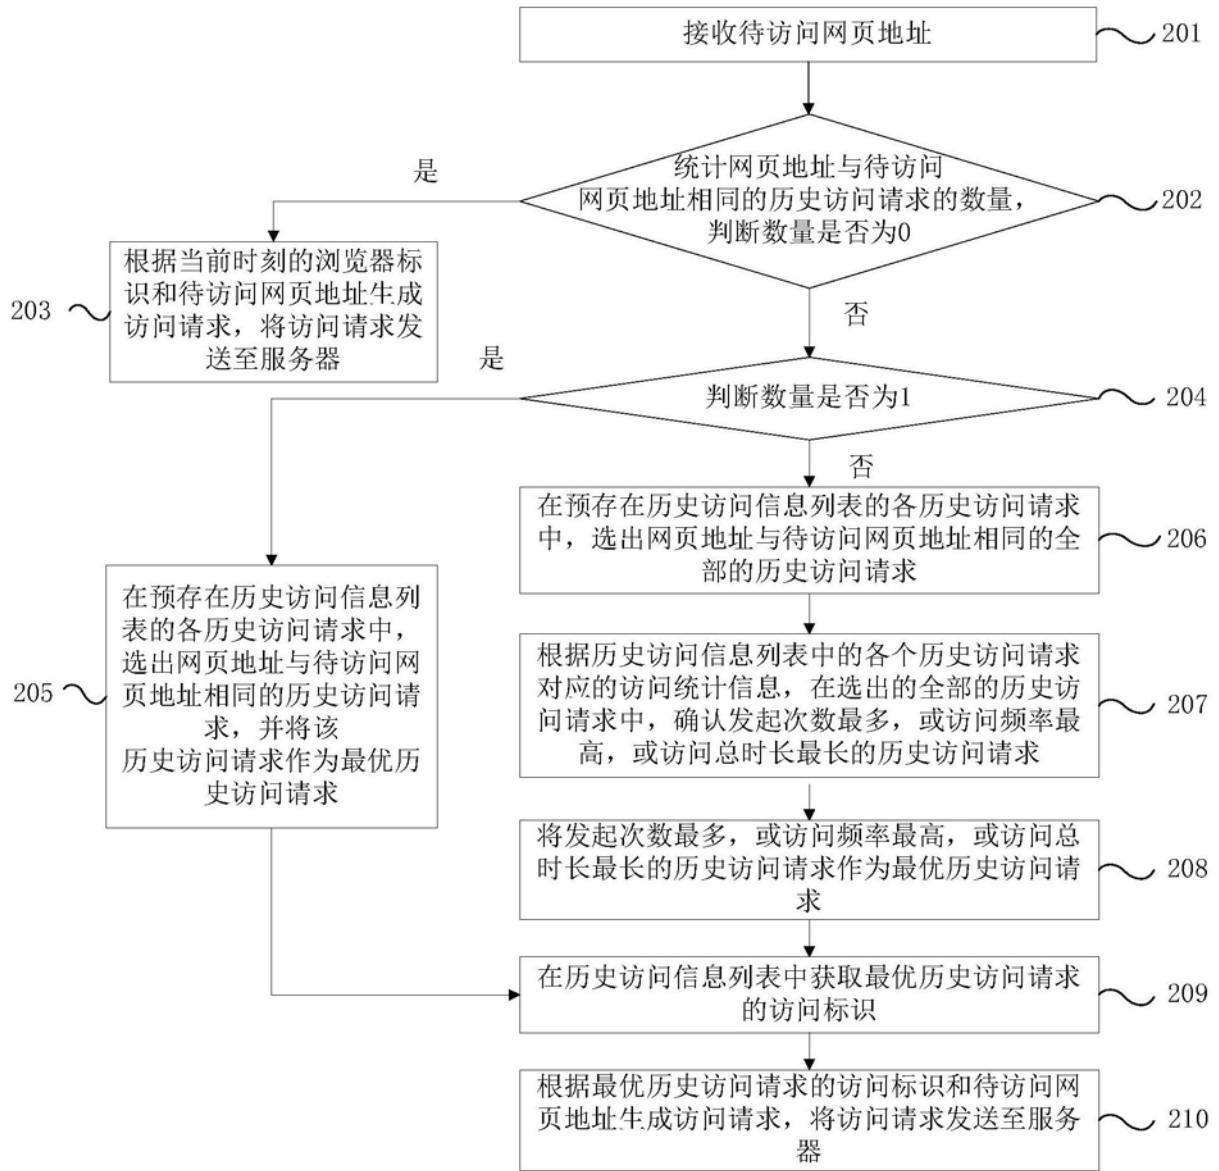 接收待访问网页地址
201
统计网页地址与待访问
网页地址相同的历史访问请求的数量，
判断数量是否为0
202
是
根据当前时刻的浏览器标
识和待访问网页地址生成
访问请求，将访问请求发
送至服务器
203
否
判断数量是否为1
204
是
否
在预存在历史访问信息列
表的各历史访问请求中，
选出网页地址与待访问网
页地址相同的历史访问请
求，并将该
历史访问请求作为最优历
史访问请求
205
在预存在历史访问信息列表的各历史访问请求
中，选出网页地址与待访问网页地址相同的全
部的历史访问请求
206
根据历史访问信息列表中的各个历史访问请求
对应的访问统计信息，在选出的全部的历史访
问请求中，确认发起次数最多，或访问频率最
高，或访问总时长最长的历史访问请求
207
将发起次数最多，或访问频率最高，或访问总
时长最长的历史访问请求作为最优历史访问请
求
208
在历史访问信息列表中获取最优历史访问请求
的访问标识
209
根据最优历史访问请求的访问标识和待访问网
页地址生成访问请求，将访问请求发送至服务
器
210